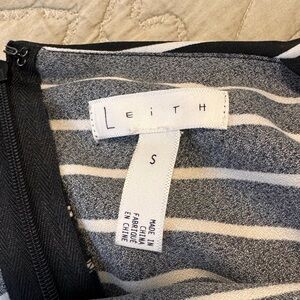 LEITH
S
MADE IN
CHINA
FABRIQUÉ
EN CHINE